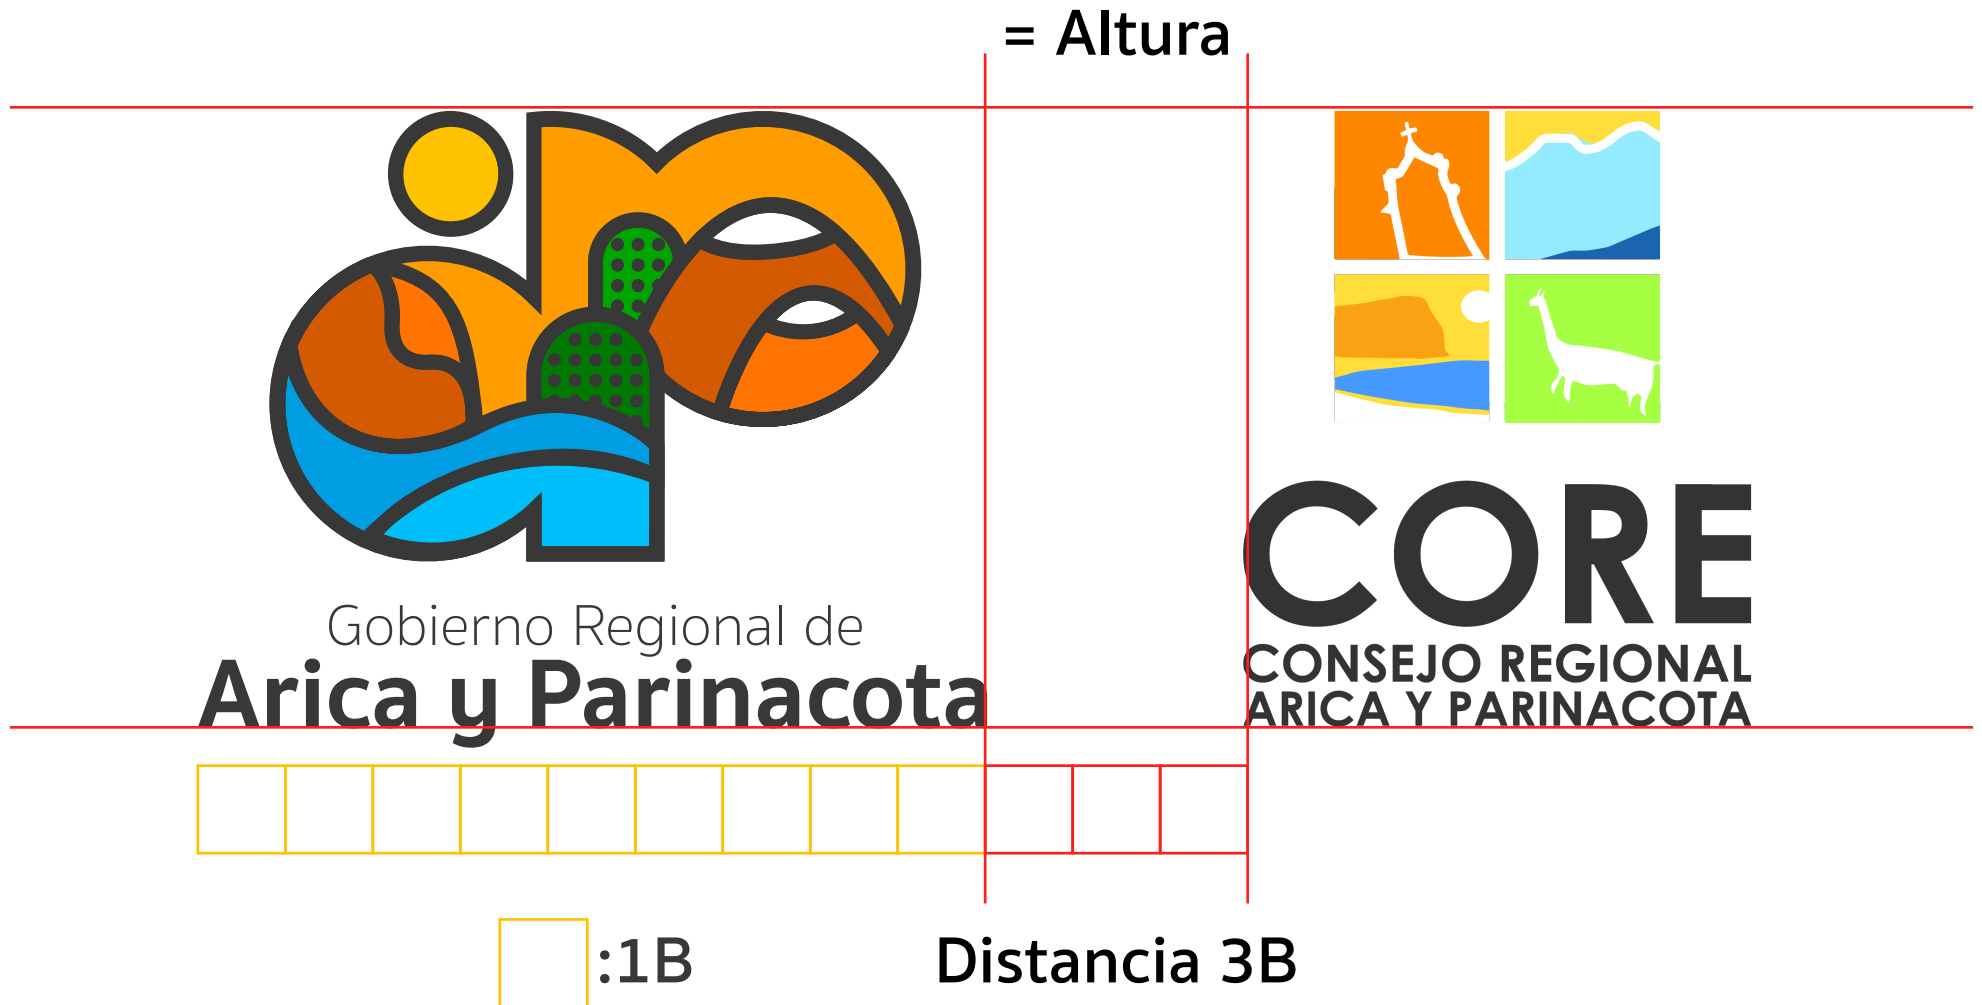 = Altura
Gobierno Regional de
Arica y Parinacota
CORE
CONSEJO REGIONAL
ARICA Y PARINACOTA
:1B
Distancia 3B